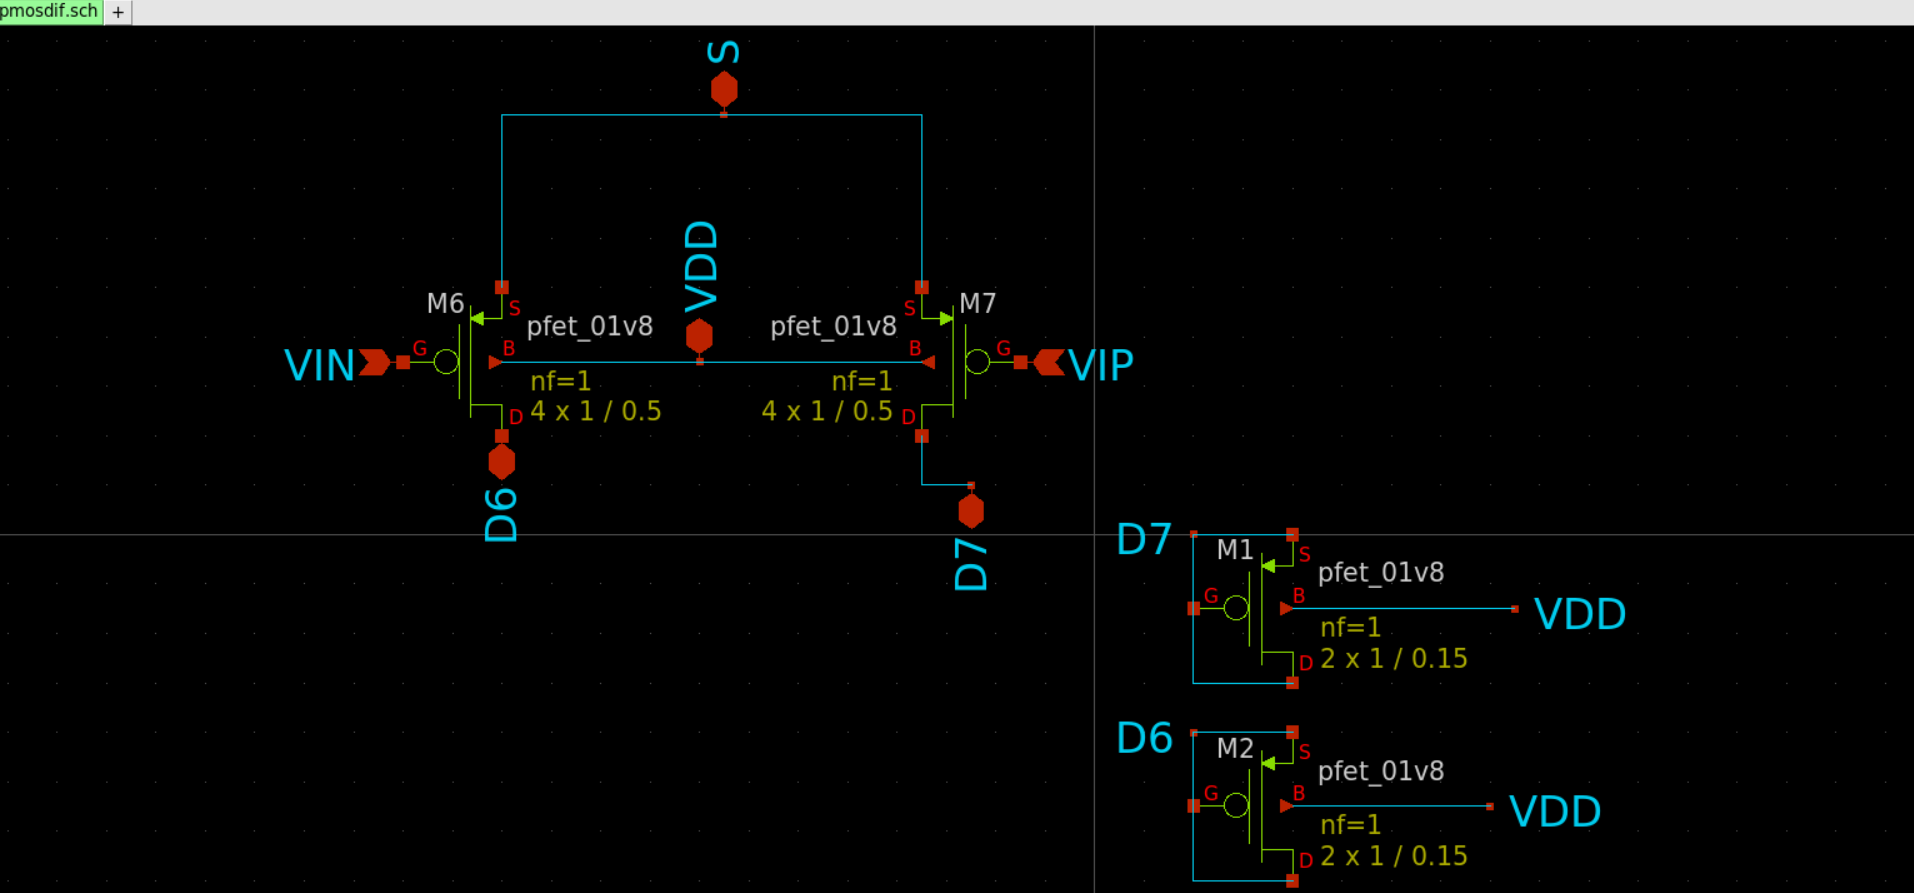 pmosdif.sch +
S
VDD
M6
S
pfet_01v8
pfet_01v8
S
M7
VIN
G
B
B
G
VIP
nf=1
nf=1
D
4 x 1 / 0.5
4 x 1 / 0.5
D
D6
D7
D7
M1
S
pfet_01v8
G
B
VDD
nf=1
D
2 x 1 / 0.15
D6
M2
S
pfet_01v8
G
B
VDD
nf=1
D
2 x 1 / 0.15